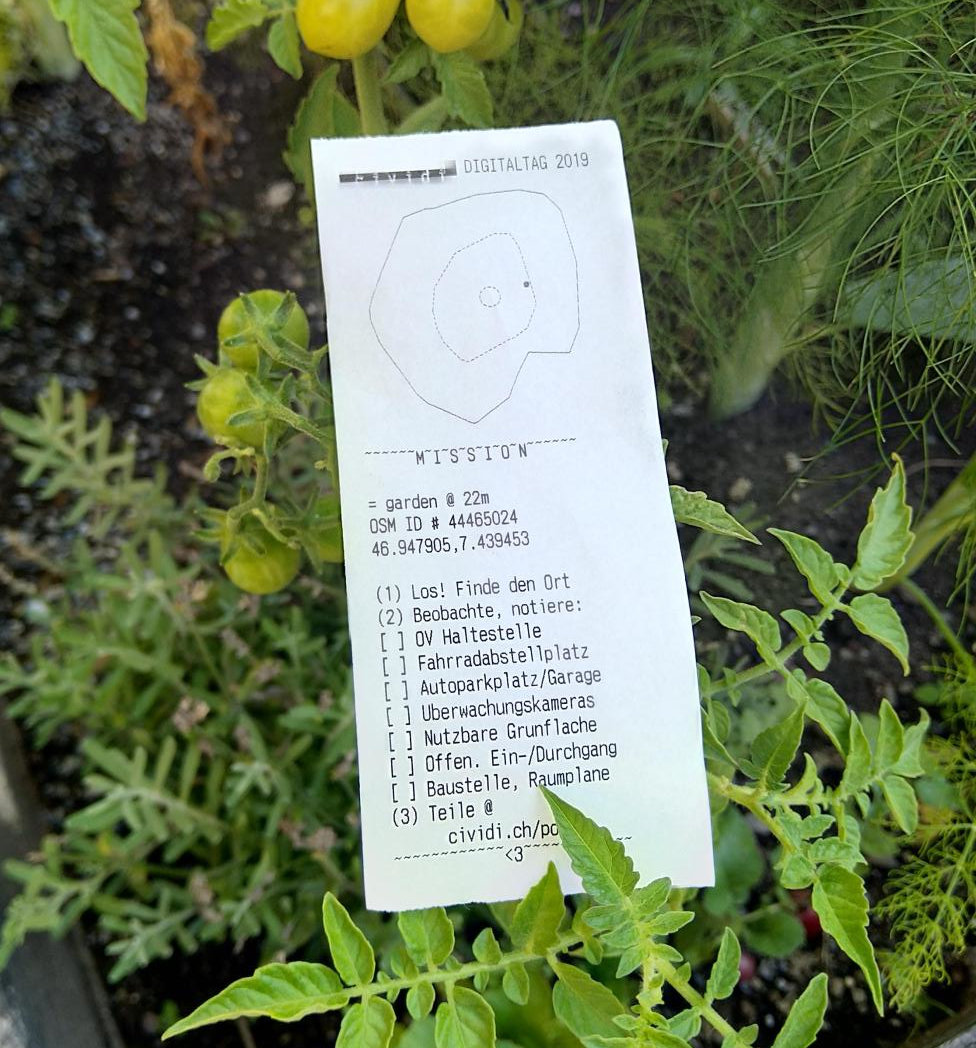 cividi DIGITALTAG 2019
~~~~~~M~I~S~S~I~O~N~~~~~~
= garden @ 22m
OSM ID # 44465024
46.947905,7.439453
(1) Los! Finde den Ort
(2) Beobachte, notiere:
[ ] OV Haltestelle
[ ] Fahrradabstellplatz
[ ] Autoparkplatz/Garage
[ ] Uberwachungskameras
[ ] Nutzbare Grunflache
[ ] Offen. Ein-/Durchgang
[ ] Baustelle, Raumplane
(3) Teile @
cividi.ch/po
~~~~~~~~~~~~<3~~~~~~~~~~~~